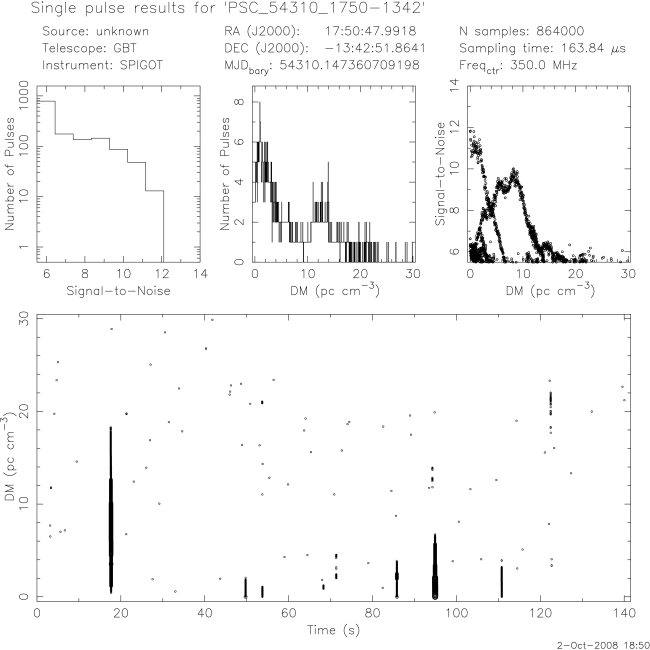 Single pulse results for 'PSC_54310_1750-1342'
Source: unknown
RA (J2000): 17:50:47.9918
N samples: 864000
Telescope: GBT
DEC (J2000): -13:42:51.8641
Sampling time: 163.84 μs
Instrument: SPIGOT
MJD_bary: 54310.147360709198
Freq_ctr: 350.0 MHz
Number of Pulses
1 10 100 1000
6 8 10 12 14
Signal-to-Noise
Number of Pulses
0 2 4 6 8
0 10 20 30
DM (pc cm⁻³)
Signal-to-Noise
6 8 10 12 14
0 10 20 30
DM (pc cm⁻³)
DM (pc cm⁻³)
0 10 20 30
0 20 40 60 80 100 120 140
Time (s)
2-Oct-2008 18:50